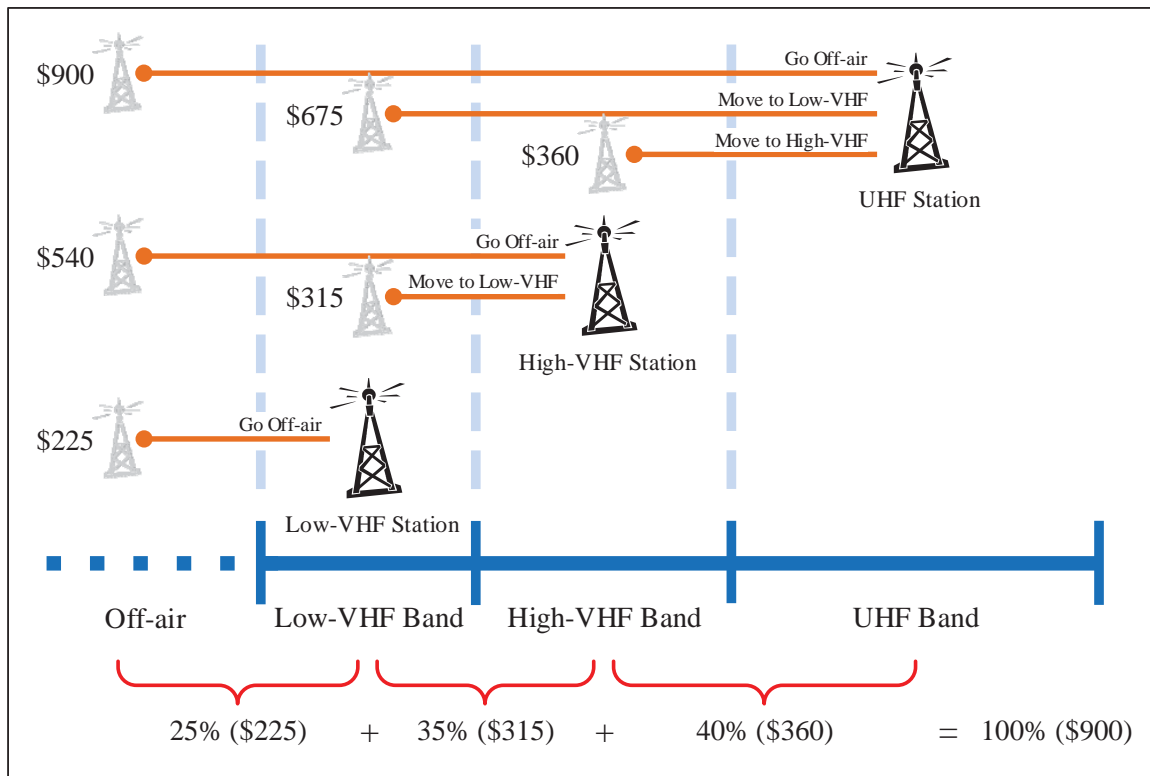 $900
Go Off-air
$675
Move to Low-VHF
$360
Move to High-VHF
UHF Station
$540
Go Off-air
$315
Move to Low-VHF
High-VHF Station
$225
Go Off-air
Low-VHF Station
Off-air
Low-VHF Band
High-VHF Band
UHF Band
25% ($225) + 35% ($315) + 40% ($360) = 100% ($900)